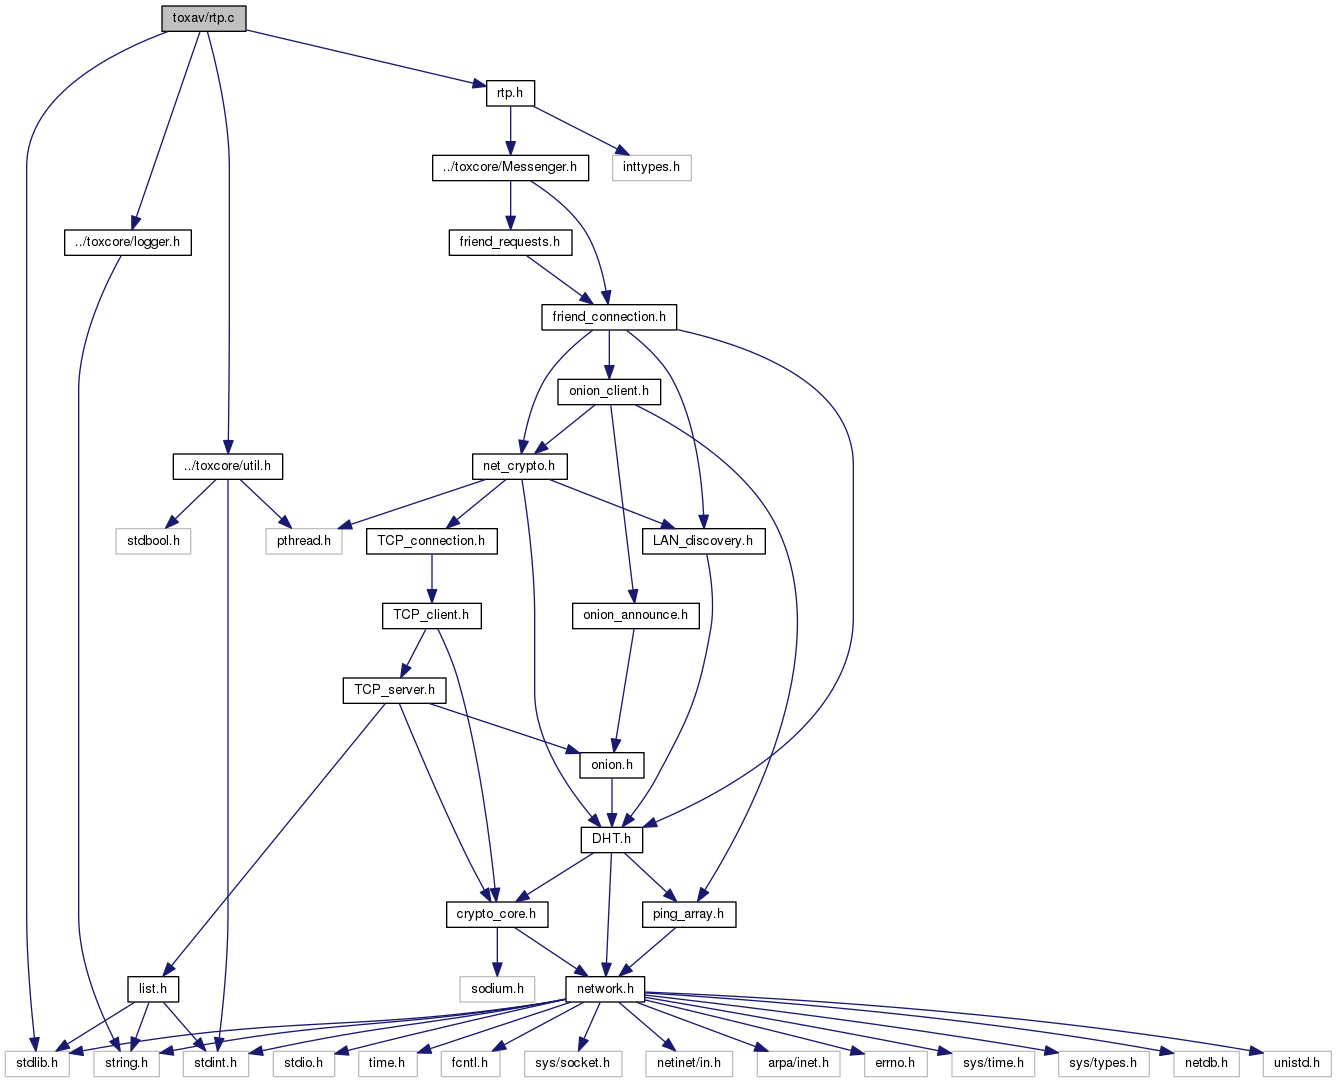 toxav/rtp.c
rtp.h
../toxcore/Messenger.h
inttypes.h
../toxcore/logger.h
friend_requests.h
friend_connection.h
onion_client.h
../toxcore/util.h
net_crypto.h
stdbool.h
pthread.h
TCP_connection.h
LAN_discovery.h
TCP_client.h
onion_announce.h
TCP_server.h
onion.h
DHT.h
crypto_core.h
ping_array.h
list.h
sodium.h
network.h
stdlib.h
string.h
stdint.h
stdio.h
time.h
fcntl.h
sys/socket.h
netinet/in.h
arpa/inet.h
errno.h
sys/time.h
sys/types.h
netdb.h
unistd.h